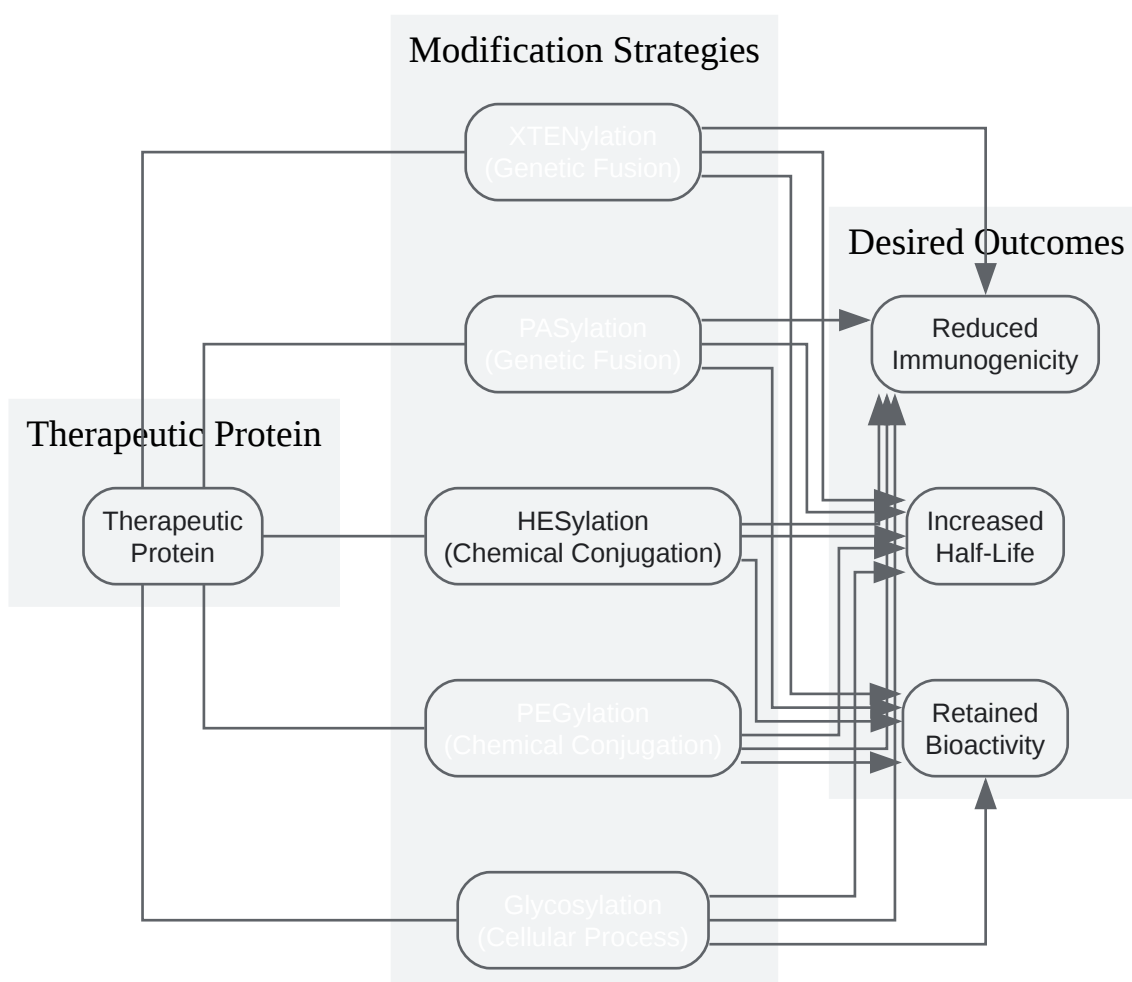 Modification Strategies
XTENylation
(Genetic Fusion)
Desired Outcomes
PASylation
(Genetic Fusion)
Reduced
Immunogenicity
Therapeutic Protein
Therapeutic
Protein
HESylation
(Chemical Conjugation)
Increased
Half-Life
PEGylation
(Chemical Conjugation)
Retained
Bioactivity
Glycosylation
(Cellular Process)